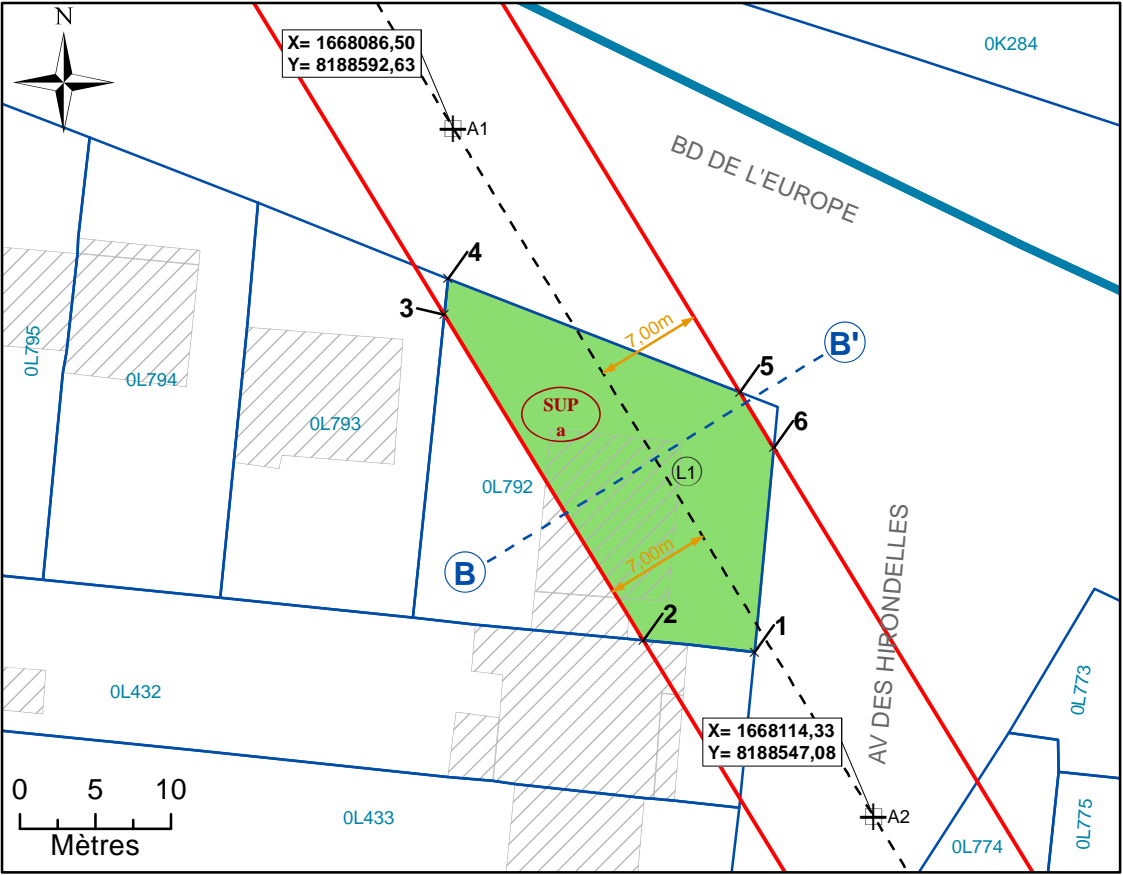 N
X= 1668086,50
Y= 8188592,63
A1
0K284
BD DE L'EUROPE
4
3
7,00m
B'
5
0L795
0L794
0L793
SUP
a
6
0L792
L1
B
7,00m
2
1
AV DES HIRONDELLES
0L432
0L773
X= 1668114,33
Y= 8188547,08
0 5 10
Mètres
0L433
A2
0L774
0L775